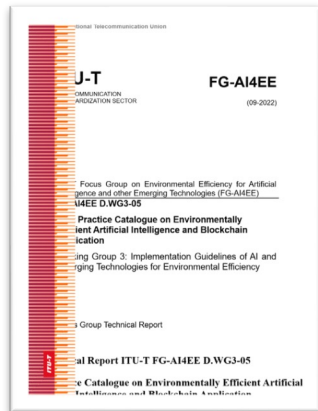 tional Telecommunication Union
U-T
FG-AI4EE
OMMUNICATION
ARDIZATION SECTOR
(09-2022)
Focus Group on Environmental Efficiency for Artificial
gence and other Emerging Technologies (FG-AI4EE)
AI4EE D.WG3-05
Practice Catalogue on Environmentally
ient Artificial Intelligence and Blockchain
ication
ing Group 3: Implementation Guidelines of AI and
rging Technologies for Environmental Efficiency
s Group Technical Report
ITU-T
al Report ITU-T FG-AI4EE D.WG3-05
e Catalogue on Environmentally Efficient Artificial
Intelligence and Blockchain Application